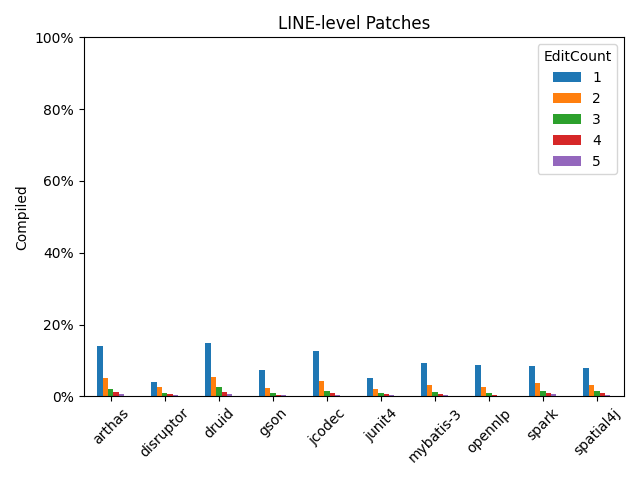 LINE-level Patches
100%
80%
60%
40%
20%
0%
Compiled
EditCount
1
2
3
4
5
arthas
disruptor
druid
gson
jcodec
junit4
mybatis-3
opennlp
spark
spatial4j